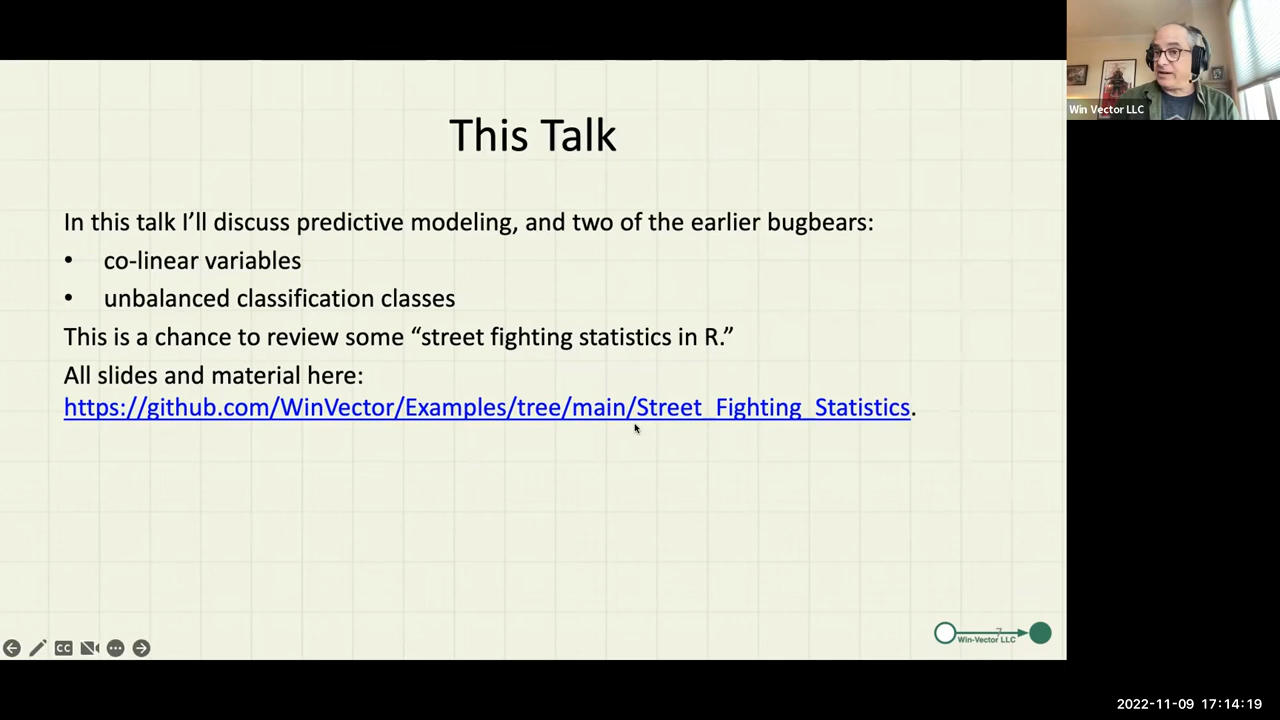 This Talk
In this talk I’ll discuss predictive modeling, and two of the earlier bugbears:
• co-linear variables
• unbalanced classification classes
This is a chance to review some “street fighting statistics in R.”
All slides and material here:
https://github.com/WinVector/Examples/tree/main/Street_Fighting_Statistics.
Win Vector LLC
CC
7
Win-Vector LLC
2022-11-09 17:14:19